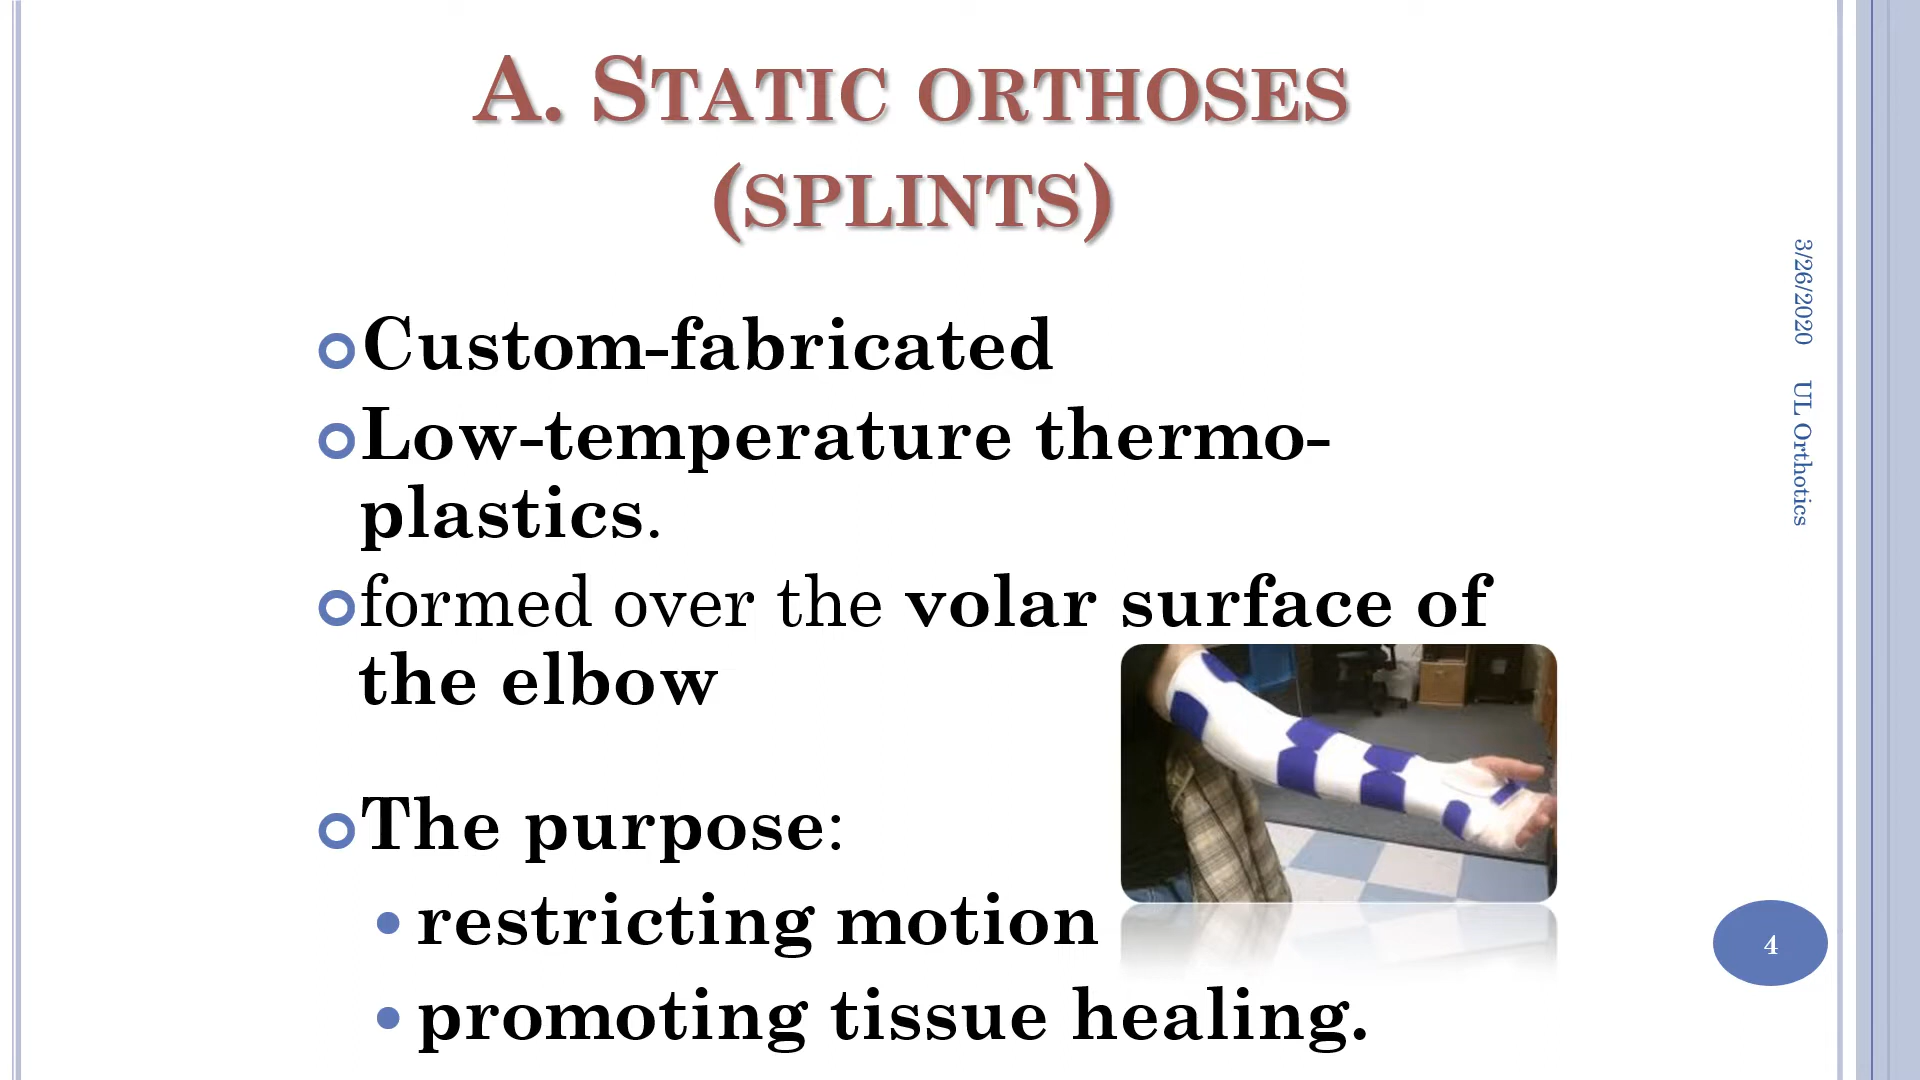 A. STATIC ORTHOSES
(SPLINTS)
Custom-fabricated
Low-temperature thermo-
plastics.
formed over the volar surface of
the elbow
The purpose:
restricting motion
promoting tissue healing.
3/26/2020 UL Orthotics
4